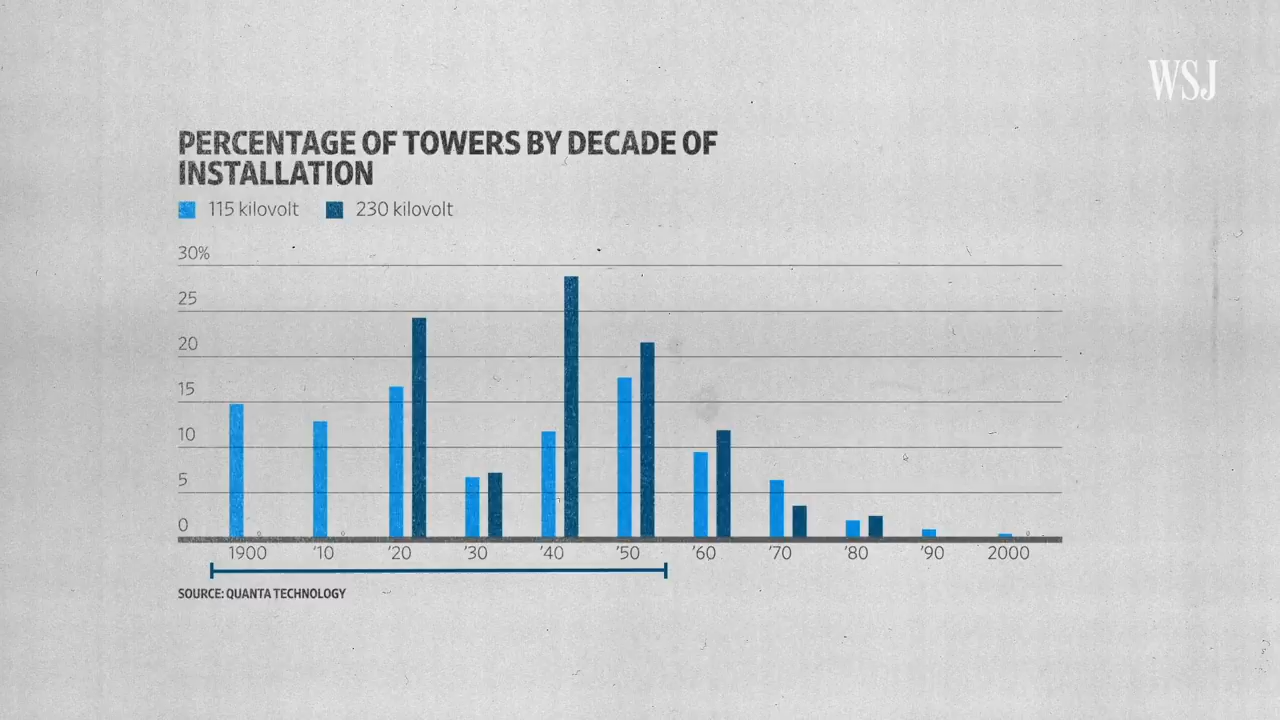 WSJ
PERCENTAGE OF TOWERS BY DECADE OF
INSTALLATION
115 kilovolt 230 kilovolt
30%
25
20
15
10
5
0
1900 '10 '20 '30 '40 '50 '60 '70 '80 '90 2000
SOURCE: QUANTA TECHNOLOGY